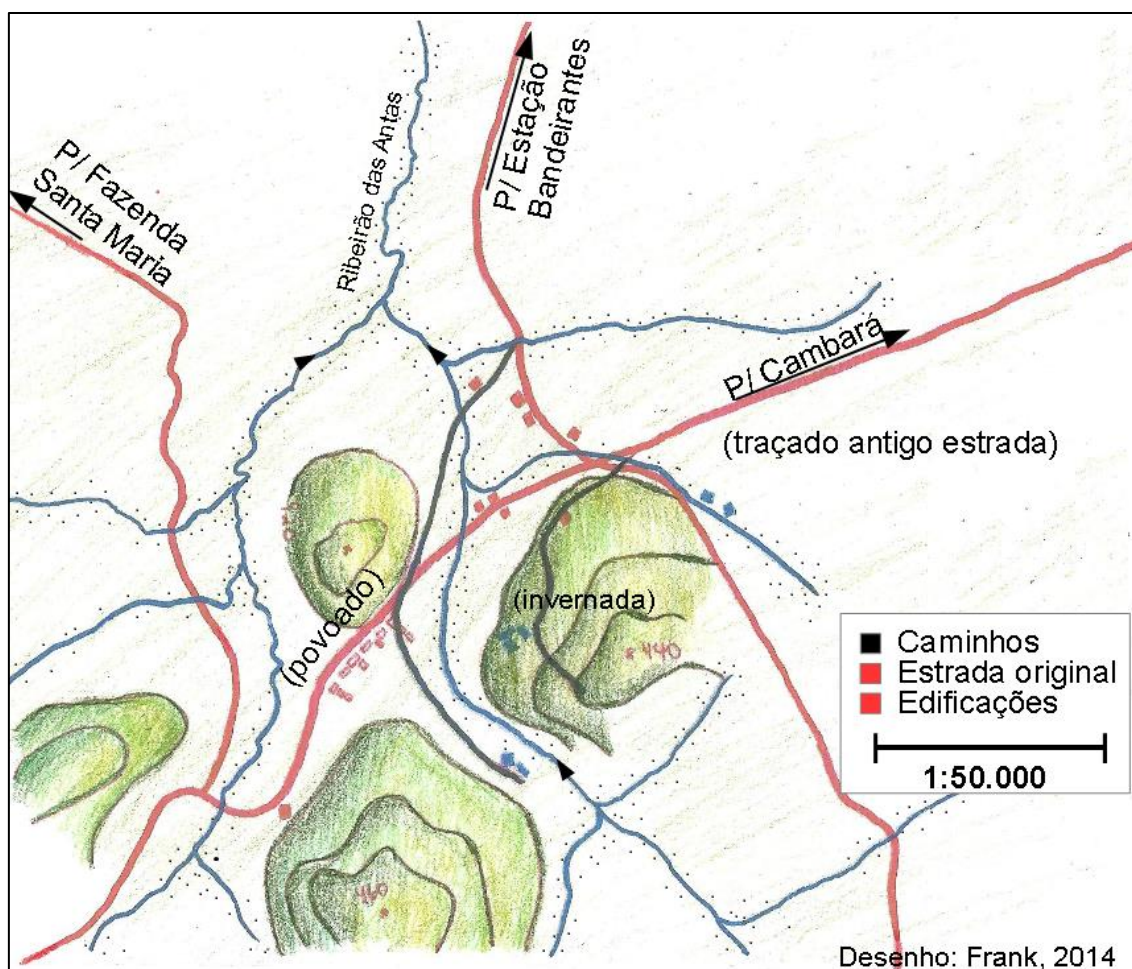 P/ Fazenda
Santa Maria
Ribeirão das Antas
P/ Estação
Bandeirantes
P/ Cambará
(traçado antigo estrada)
420
(povoado)
(invernada)
440
460
Caminhos
Estrada original
Edificações
1:50.000
Desenho: Frank, 2014